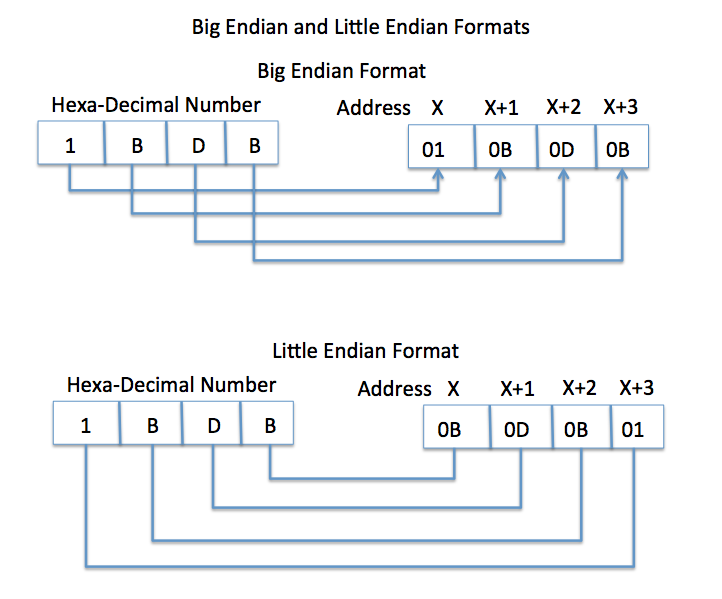 Big Endian and Little Endian Formats
Big Endian Format
Hexa-Decimal Number Address X X+1 X+2 X+3
1 B D B 01 0B 0D 0B
Little Endian Format
Hexa-Decimal Number Address X X+1 X+2 X+3
1 B D B 0B 0D 0B 01